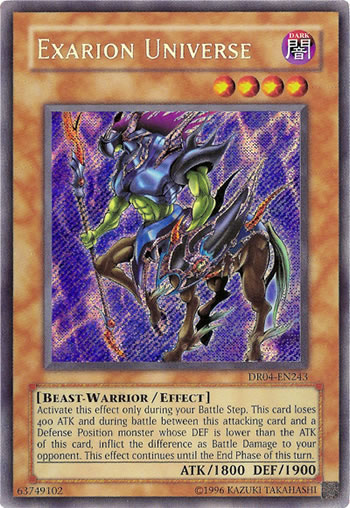 EXARION UNIVERSE
DARK
闇
DR04-EN243
[BEAST-WARRIOR / EFFECT]
Activate this effect only during your Battle Step. This card loses
400 ATK and during battle between this attacking card and a
Defense Position monster whose DEF is lower than the ATK
of this card, inflict the difference as Battle Damage to your
opponent. This effect continues until the End Phase of this turn.
ATK/1800 DEF/1900
63749102
©1996 KAZUKI TAKAHASHI